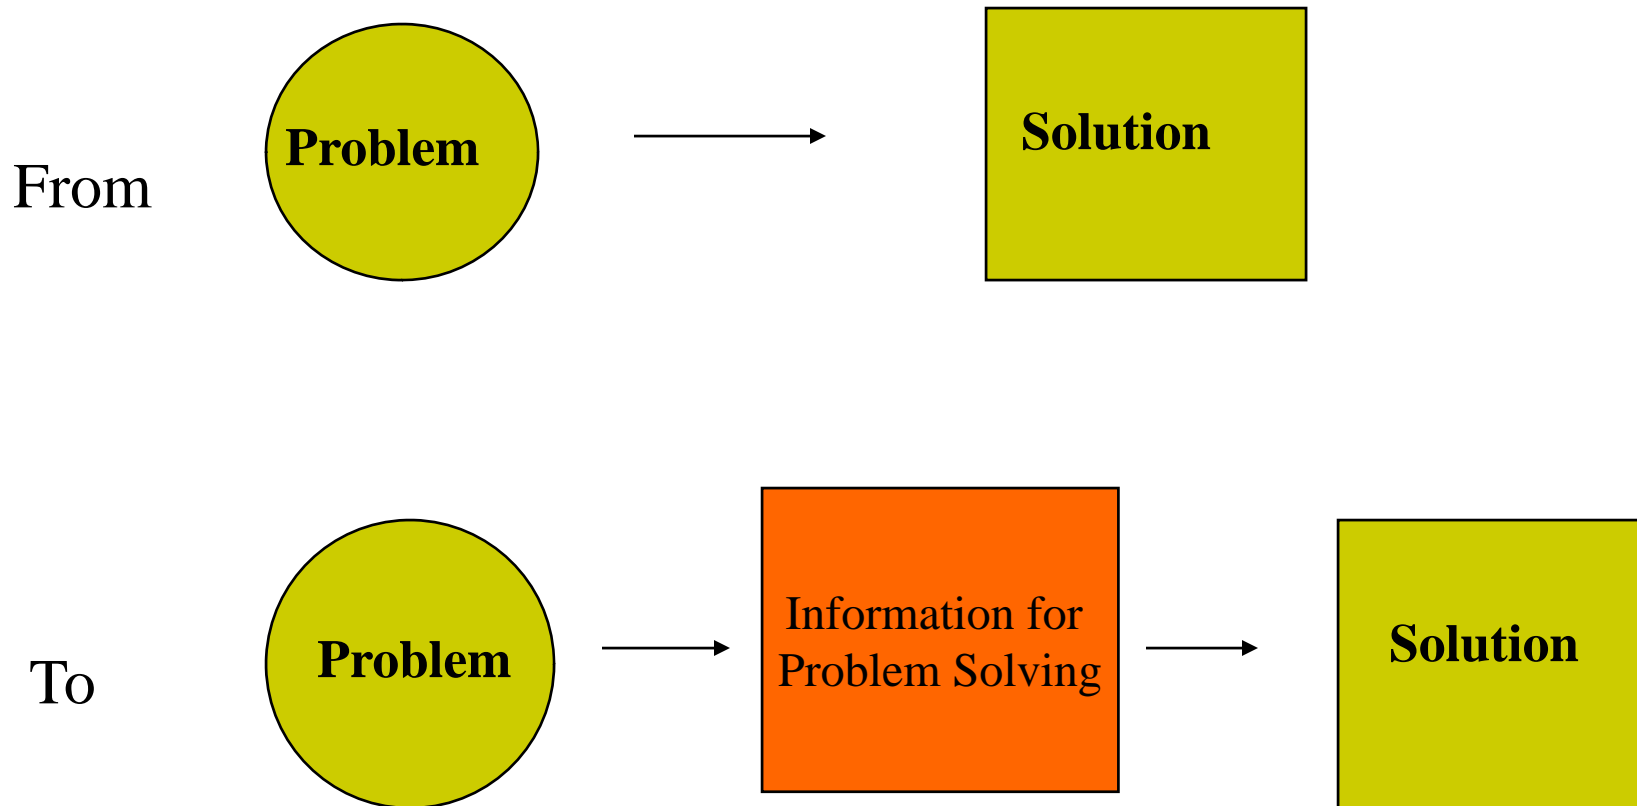 From
Problem
Solution
To
Problem
Information for
Problem Solving
Solution